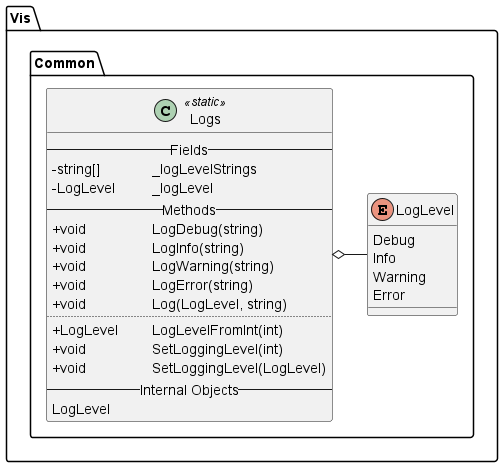 Vis
Common
C
«static»
Logs
Fields
-string[] _logLevelStrings
-LogLevel _logLevel
Methods
+void LogDebug(string)
+void LogInfo(string)
+void LogWarning(string)
+void LogError(string)
+void Log(LogLevel, string)
+LogLevel LogLevelFromInt(int)
+void SetLoggingLevel(int)
+void SetLoggingLevel(LogLevel)
Internal Objects
LogLevel
E LogLevel
Debug
Info
Warning
Error